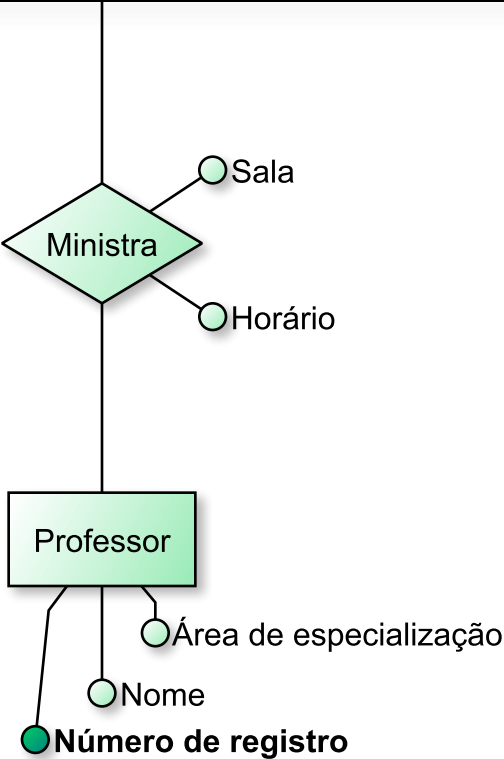 Sala
Ministra
Horário
Professor
Área de especialização
Nome
Número de registro